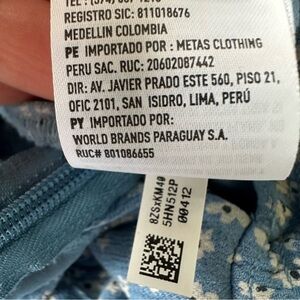 REGISTRO SIC: 811018676
MEDELLIN COLOMBIA
PE IMPORTADO POR: METAS CLOTHING
PERU SAC. RUC: 20602087442
DIR: AV. JAVIER PRADO ESTE 560, PISO 21,
OFIC 2101, SAN ISIDRO, LIMA, PERÚ
PY IMPORTADO POR:
WORLD BRANDS PARAGUAY S.A.
RUC# 801086655
8ZSxKM40
5HN512P
00412